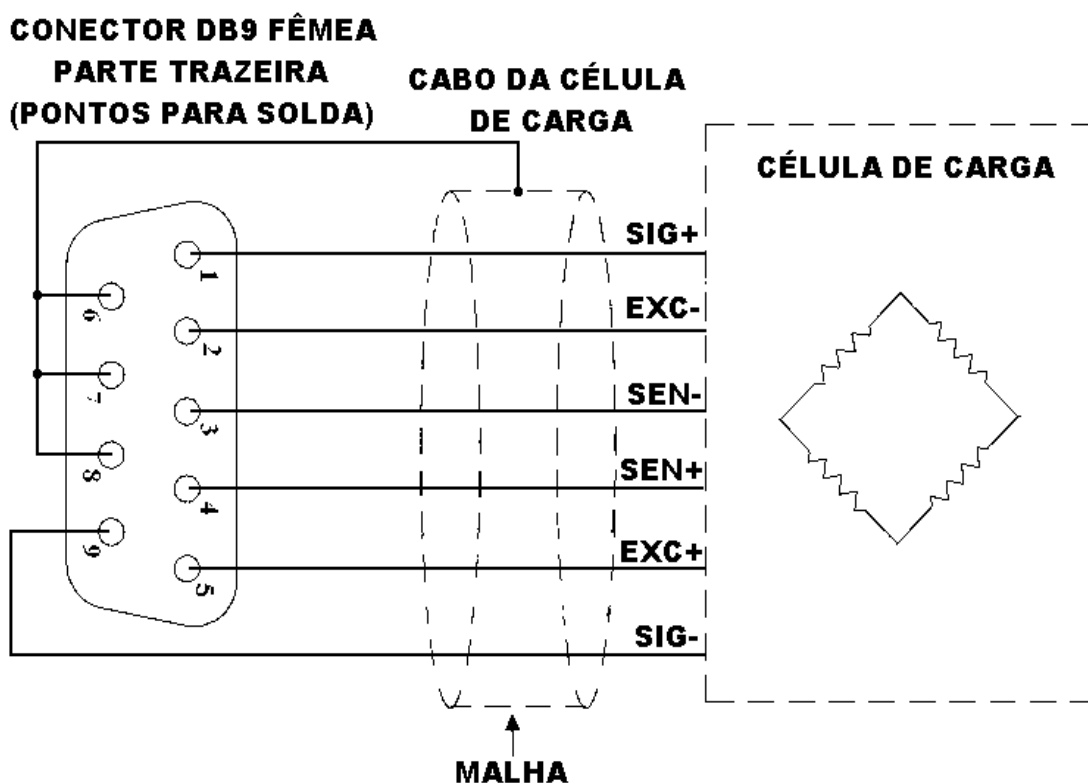 CONECTOR DB9 FÊMEA
PARTE TRAZEIRA
(PONTOS PARA SOLDA)
CABO DA CÉLULA
DE CARGA
CÉLULA DE CARGA
SIG+
1
6
EXC-
2
7
SEN-
3
8
SEN+
4
9
EXC+
5
SIG-
MALHA